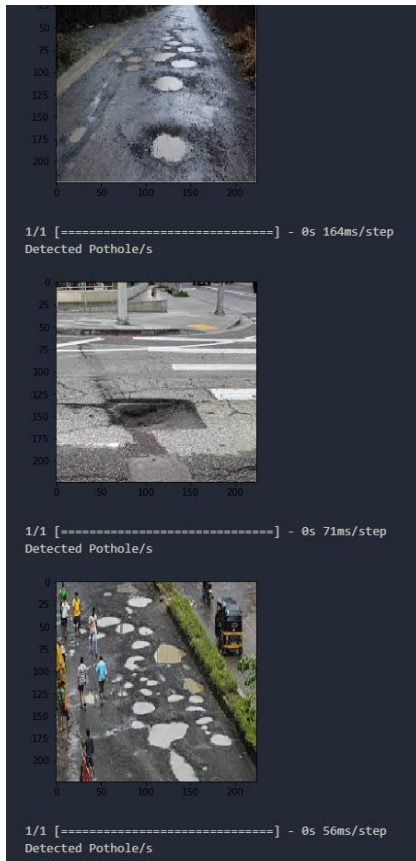 25
50
75
100
125
150
175
200
0 50 100 150 200
1/1 [==============================] - 0s 164ms/step
Detected Pothole/s
0
25
50
75
100
125
150
175
200
0 50 100 150 200
1/1 [==============================] - 0s 71ms/step
Detected Pothole/s
0
25
50
75
100
125
150
175
200
0 50 100 150 200
1/1 [==============================] - 0s 56ms/step
Detected Pothole/s